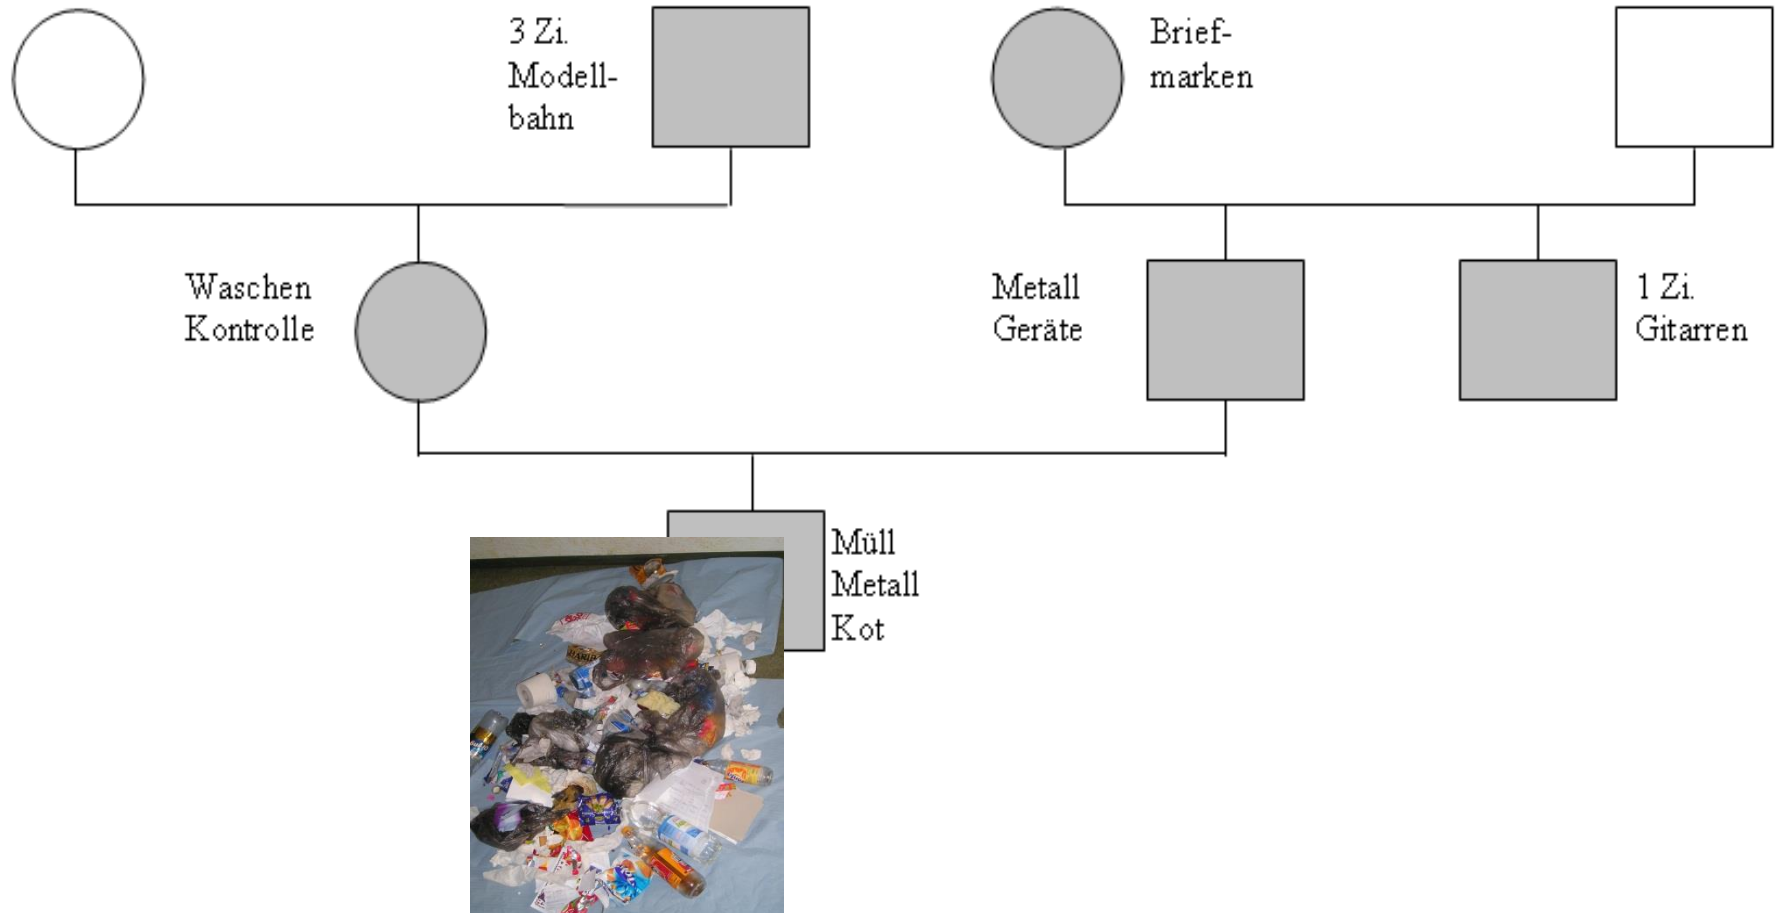 3 Zi.
Modell-
bahn
Brief-
marken
Waschen
Kontrolle
Metall
Geräte
1 Zi.
Gitarren
Müll
Metall
Kot